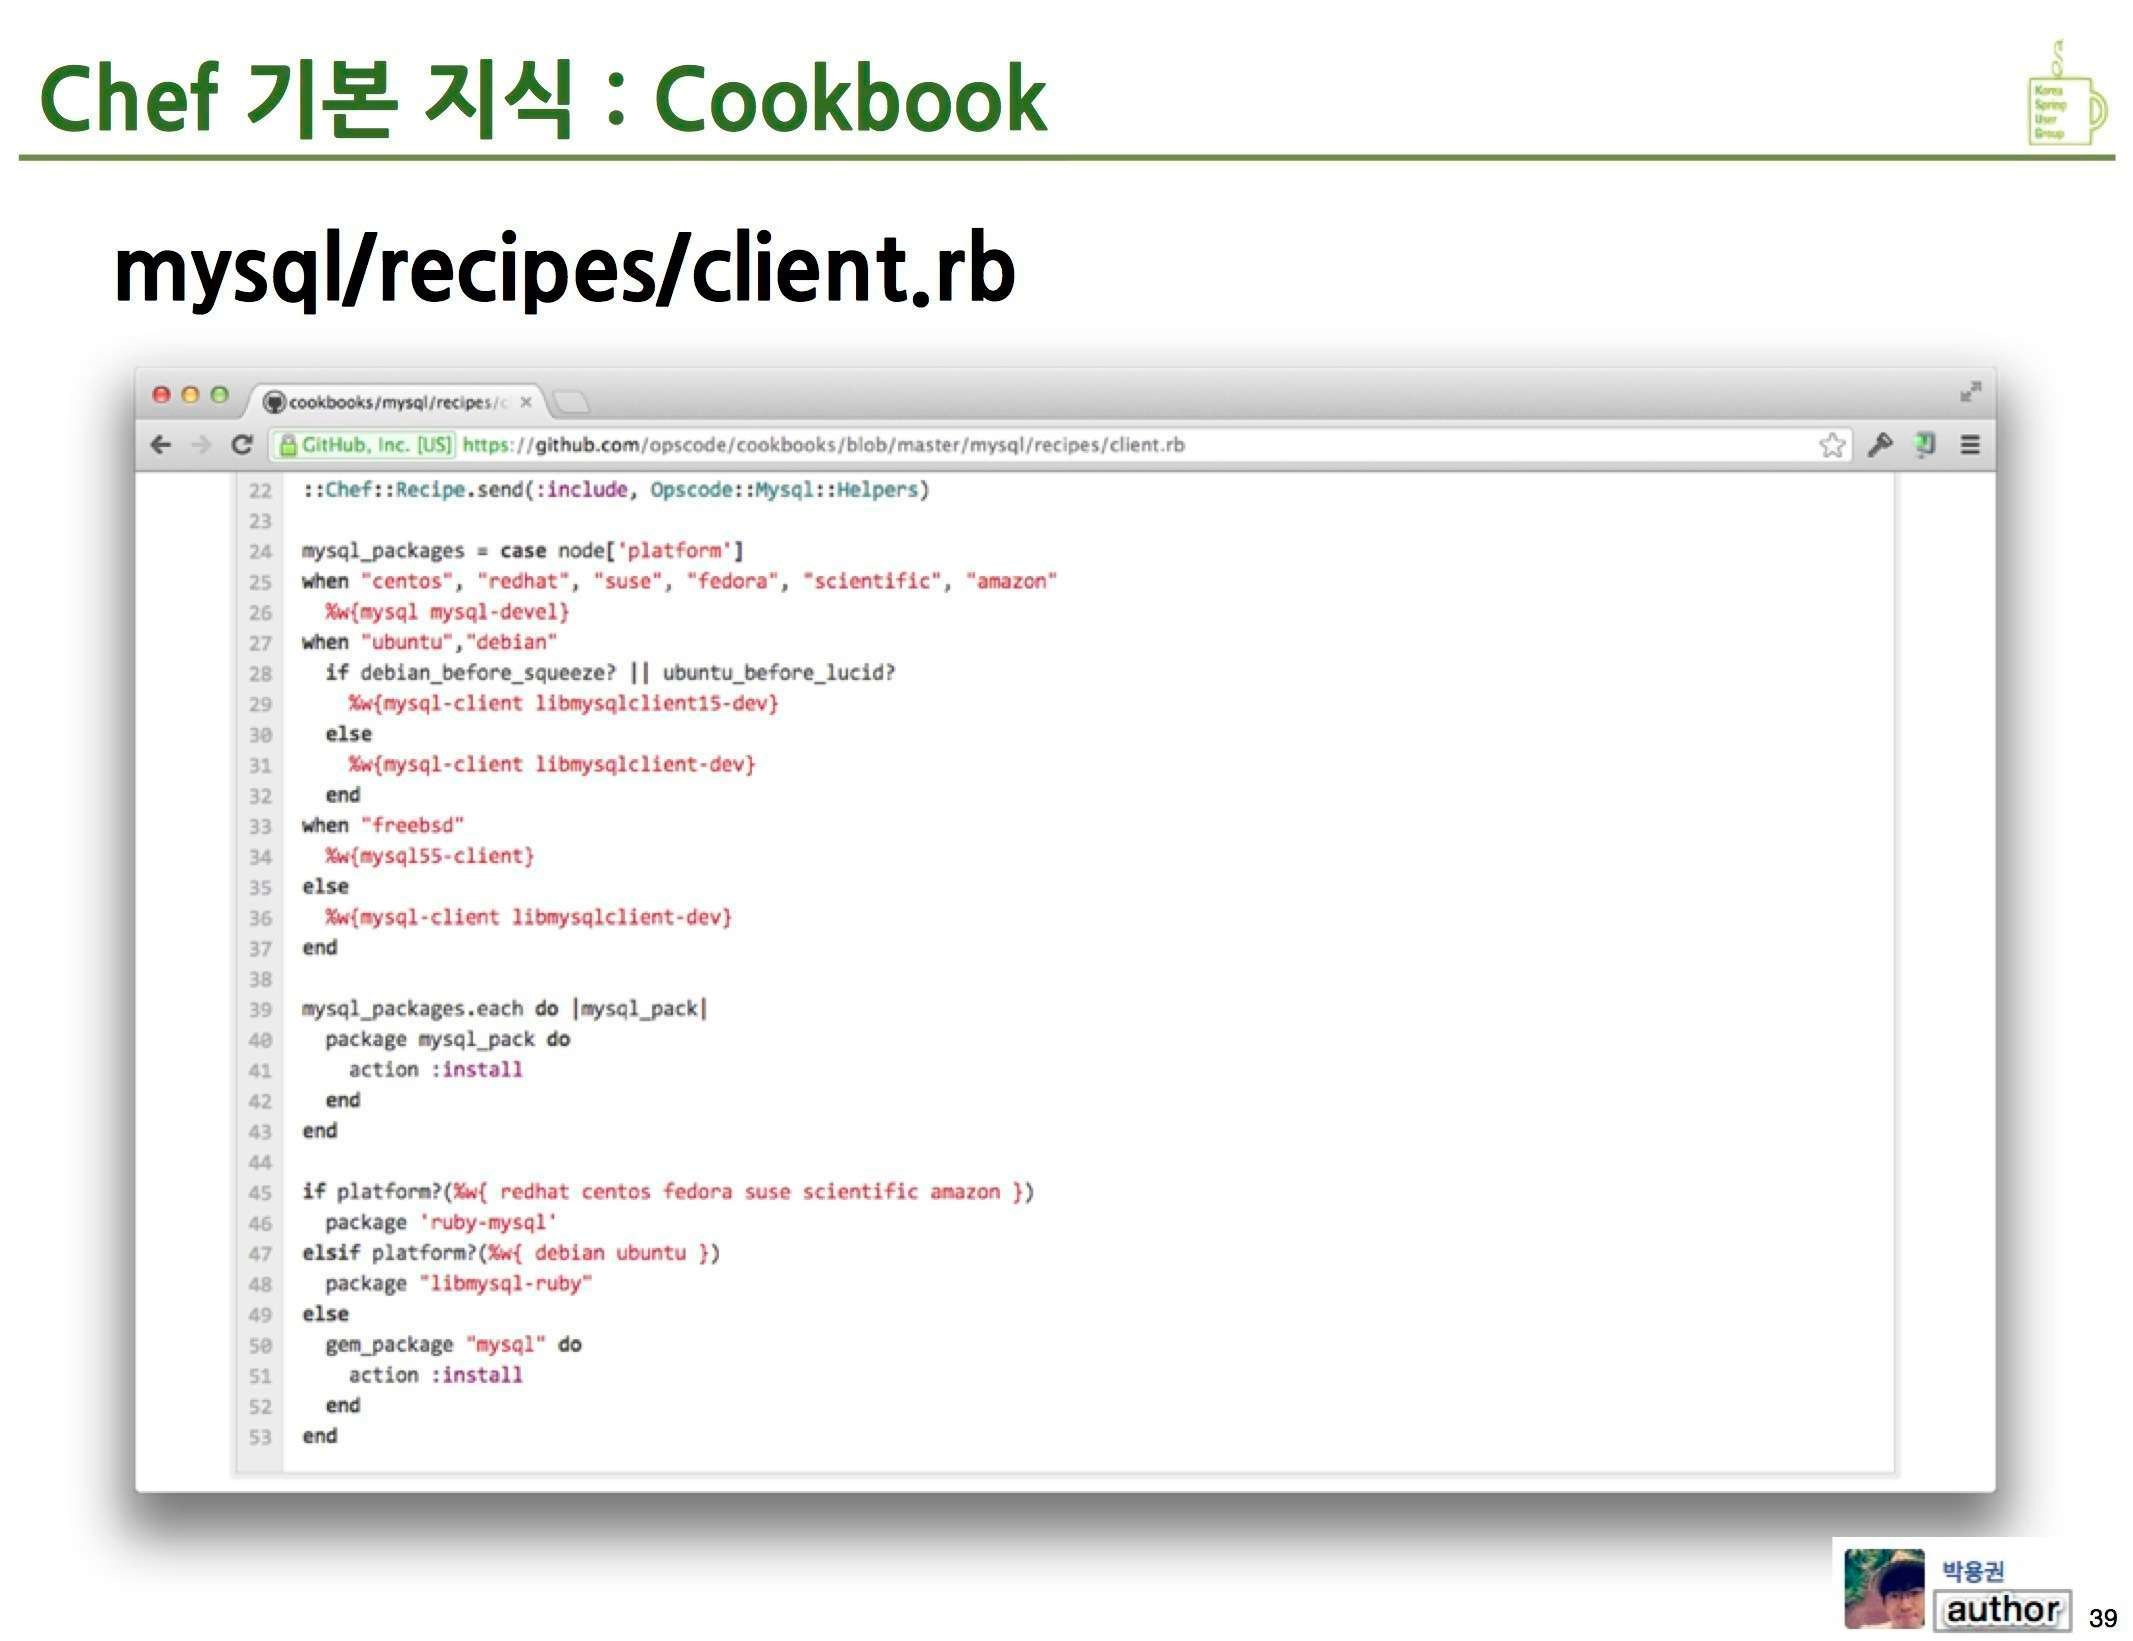 Chef 기본 지식 : Cookbook
Korea
Spring
User
Group
mysql/recipes/client.rb
cookbooks/mysql/recipes/c
GitHub, Inc. [US] https://github.com/opscode/cookbooks/blob/master/mysql/recipes/client.rb
22 ::Chef::Recipe.send(:include, Opscode::Mysql::Helpers)
23
24 mysql_packages = case node['platform']
25 when "centos", "redhat", "suse", "fedora", "scientific", "amazon"
26   %w{mysql mysql-devel}
27 when "ubuntu","debian"
28   if debian_before_squeeze? || ubuntu_before_lucid?
29     %w{mysql-client libmysqlclient15-dev}
30   else
31     %w{mysql-client libmysqlclient-dev}
32   end
33 when "freebsd"
34   %w{mysql55-client}
35 else
36   %w{mysql-client libmysqlclient-dev}
37 end
38
39 mysql_packages.each do |mysql_pack|
40   package mysql_pack do
41     action :install
42   end
43 end
44
45 if platform?(%w{ redhat centos fedora suse scientific amazon })
46   package 'ruby-mysql'
47 elsif platform?(%w{ debian ubuntu })
48   package "libmysql-ruby"
49 else
50   gem_package "mysql" do
51     action :install
52   end
53 end
박용권
author
39